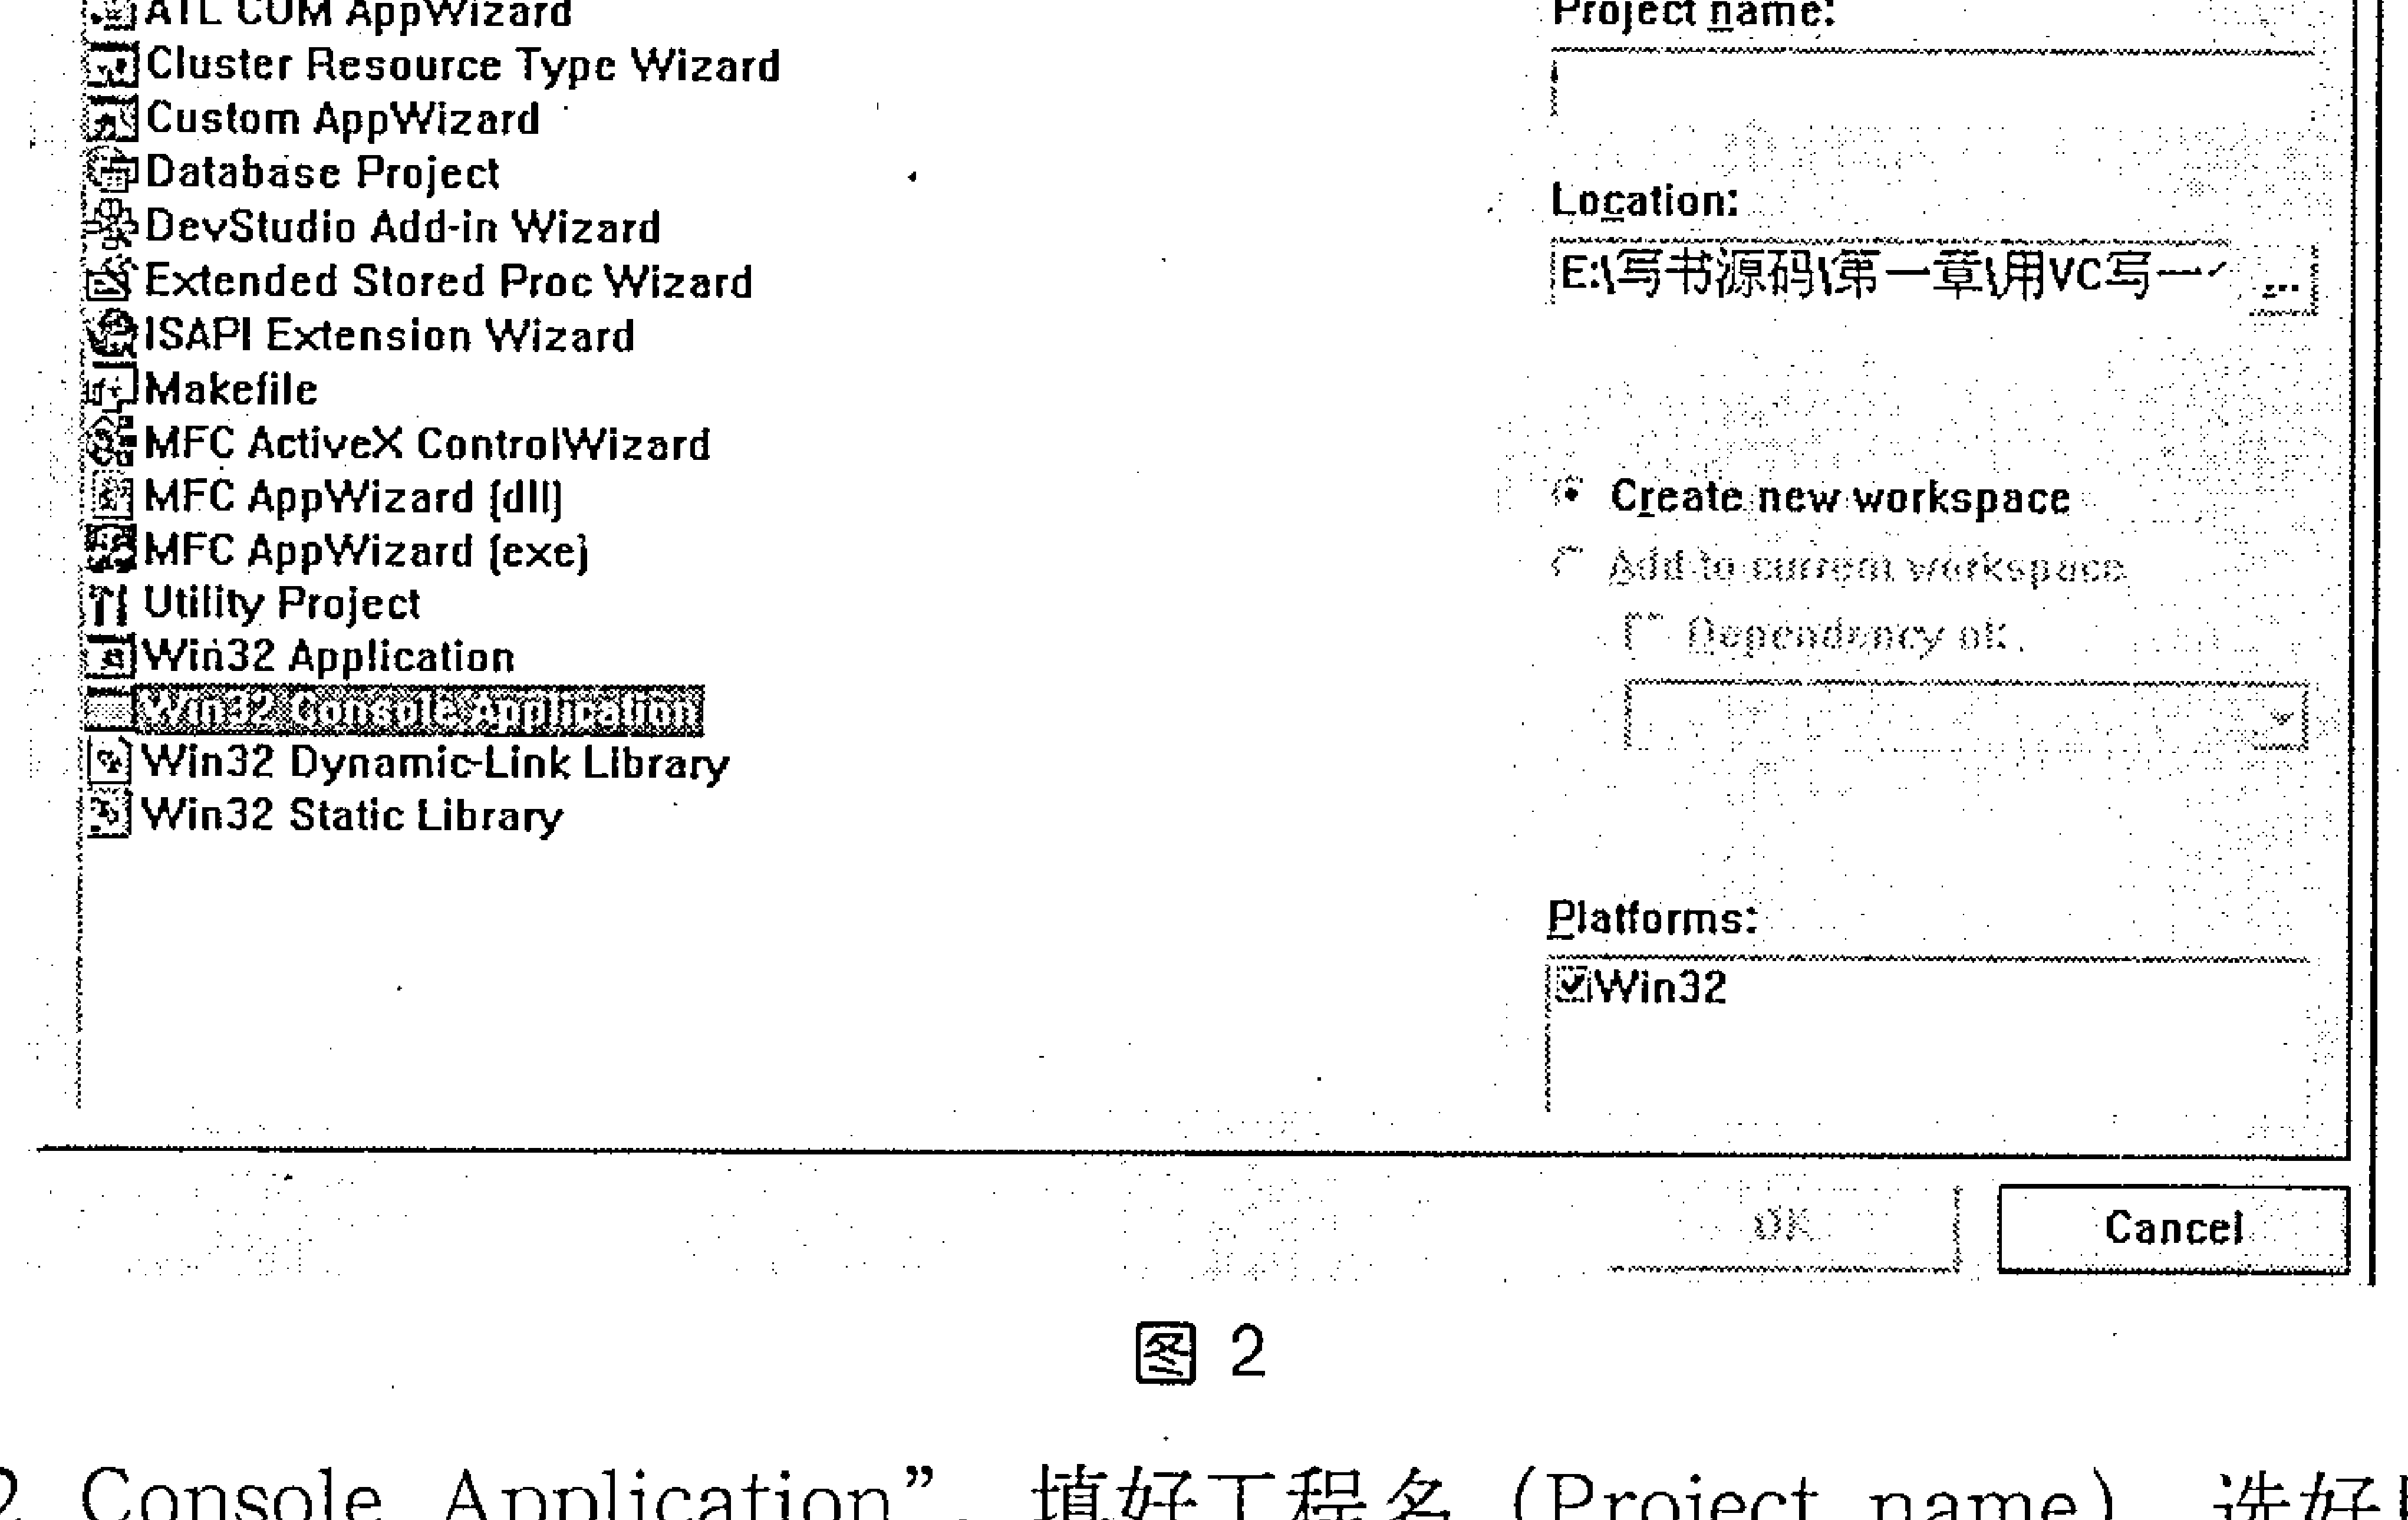 ATL COM AppWizard
Cluster Resource Type Wizard
Custom AppWizard
Database Project
DevStudio Add-in Wizard
Extended Stored Proc Wizard
ISAPI Extension Wizard
Makefile
MFC ActiveX ControlWizard
MFC AppWizard (dll)
MFC AppWizard (exe)
Utility Project
Win32 Application
Win32 Console Application
Win32 Dynamic-Link Library
Win32 Static Library
Project name:
Location:
E:\写书源码\第一章\用VC写一
...
Create new workspace
Add to current workspace
Dependency of:
Platforms:
Win32
OK
Cancel
图 2
2 Console Application”，填好工程名 (Project name)，选好